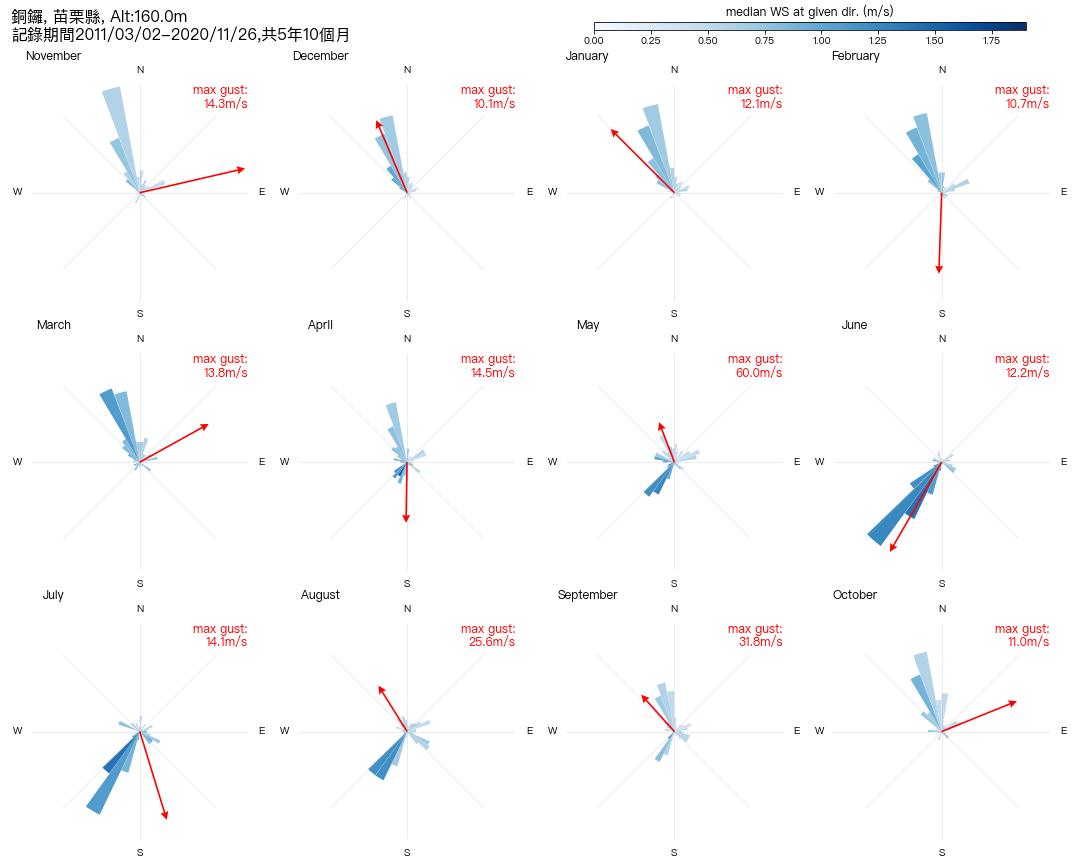 銅鑼, 苗栗縣, Alt:160.0m
記錄期間2011/03/02−2020/11/26,共5年10個月
median WS at given dir. (m/s)
0.00 0.25 0.50 0.75 1.00 1.25 1.50 1.75
November
N
max gust:
14.3m/s
W
E
S
December
N
max gust:
10.1m/s
W
E
S
January
N
max gust:
12.1m/s
W
E
S
February
N
max gust:
10.7m/s
W
E
S
March
N
max gust:
13.8m/s
W
E
S
April
N
max gust:
14.5m/s
W
E
S
May
N
max gust:
60.0m/s
W
E
S
June
N
max gust:
12.2m/s
W
E
S
July
N
max gust:
14.1m/s
W
E
S
August
N
max gust:
25.6m/s
W
E
S
September
N
max gust:
31.8m/s
W
E
S
October
N
max gust:
11.0m/s
W
E
S